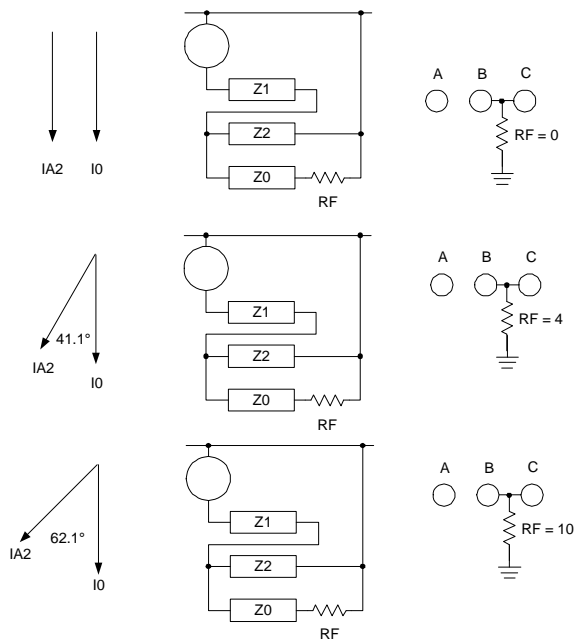 Z1
A B C
Z2
RF = 0
IA2 I0
Z0
RF
A B C
Z1
RF = 4
41.1°
Z2
IA2
I0
Z0
RF
A B C
Z1
RF = 10
62.1°
IA2
Z2
I0
Z0
RF